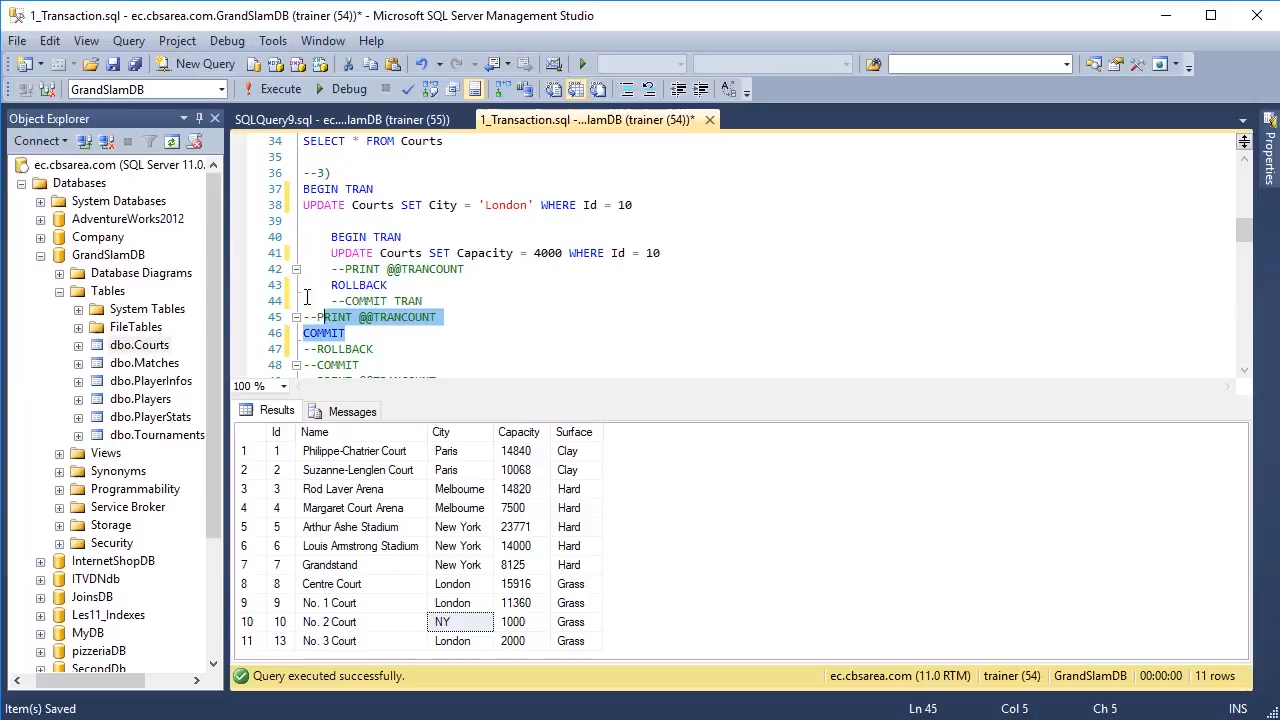 1_Transaction.sql - ec.cbsarea.com.GrandSlamDB (trainer (54))* - Microsoft SQL Server Management Studio
File Edit View Query Project Debug Tools Window Help
New Query
GrandSlamDB Execute Debug
Object Explorer
Connect
ec.cbsarea.com (SQL Server 11.0.
Databases
System Databases
AdventureWorks2012
Company
GrandSlamDB
Database Diagrams
Tables
System Tables
FileTables
dbo.Courts
dbo.Matches
dbo.PlayerInfos
dbo.Players
dbo.PlayerStats
dbo.Tournaments
Views
Synonyms
Programmability
Service Broker
Storage
Security
InternetShopDB
ITVDNdb
JoinsDB
Les11_Indexes
MyDB
pizzeriaDB
SecondDb
SQLQuery9.sql - ec....lamDB (trainer (55)) 1_Transaction.sql -...lamDB (trainer (54))*
34 SELECT * FROM Courts
35
36 --3)
37 BEGIN TRAN
38 UPDATE Courts SET City = 'London' WHERE Id = 10
39
40 BEGIN TRAN
41 UPDATE Courts SET Capacity = 4000 WHERE Id = 10
42 --PRINT @@TRANCOUNT
43 ROLLBACK
44 --COMMIT TRAN
45 --PRINT @@TRANCOUNT
46 COMMIT
47 --ROLLBACK
48 --COMMIT
100 %
Results Messages
Id Name City Capacity Surface
1 1 Philippe-Chatrier Court Paris 14840 Clay
2 2 Suzanne-Lenglen Court Paris 10068 Clay
3 3 Rod Laver Arena Melbourne 14820 Hard
4 4 Margaret Court Arena Melbourne 7500 Hard
5 5 Arthur Ashe Stadium New York 23771 Hard
6 6 Louis Armstrong Stadium New York 14000 Hard
7 7 Grandstand New York 8125 Hard
8 8 Centre Court London 15916 Grass
9 9 No. 1 Court London 11360 Grass
10 10 No. 2 Court NY 1000 Grass
11 13 No. 3 Court London 2000 Grass
Query executed successfully. ec.cbsarea.com (11.0 RTM) trainer (54) GrandSlamDB 00:00:00 11 rows
Properties
Item(s) Saved Ln 45 Col 5 Ch 5 INS